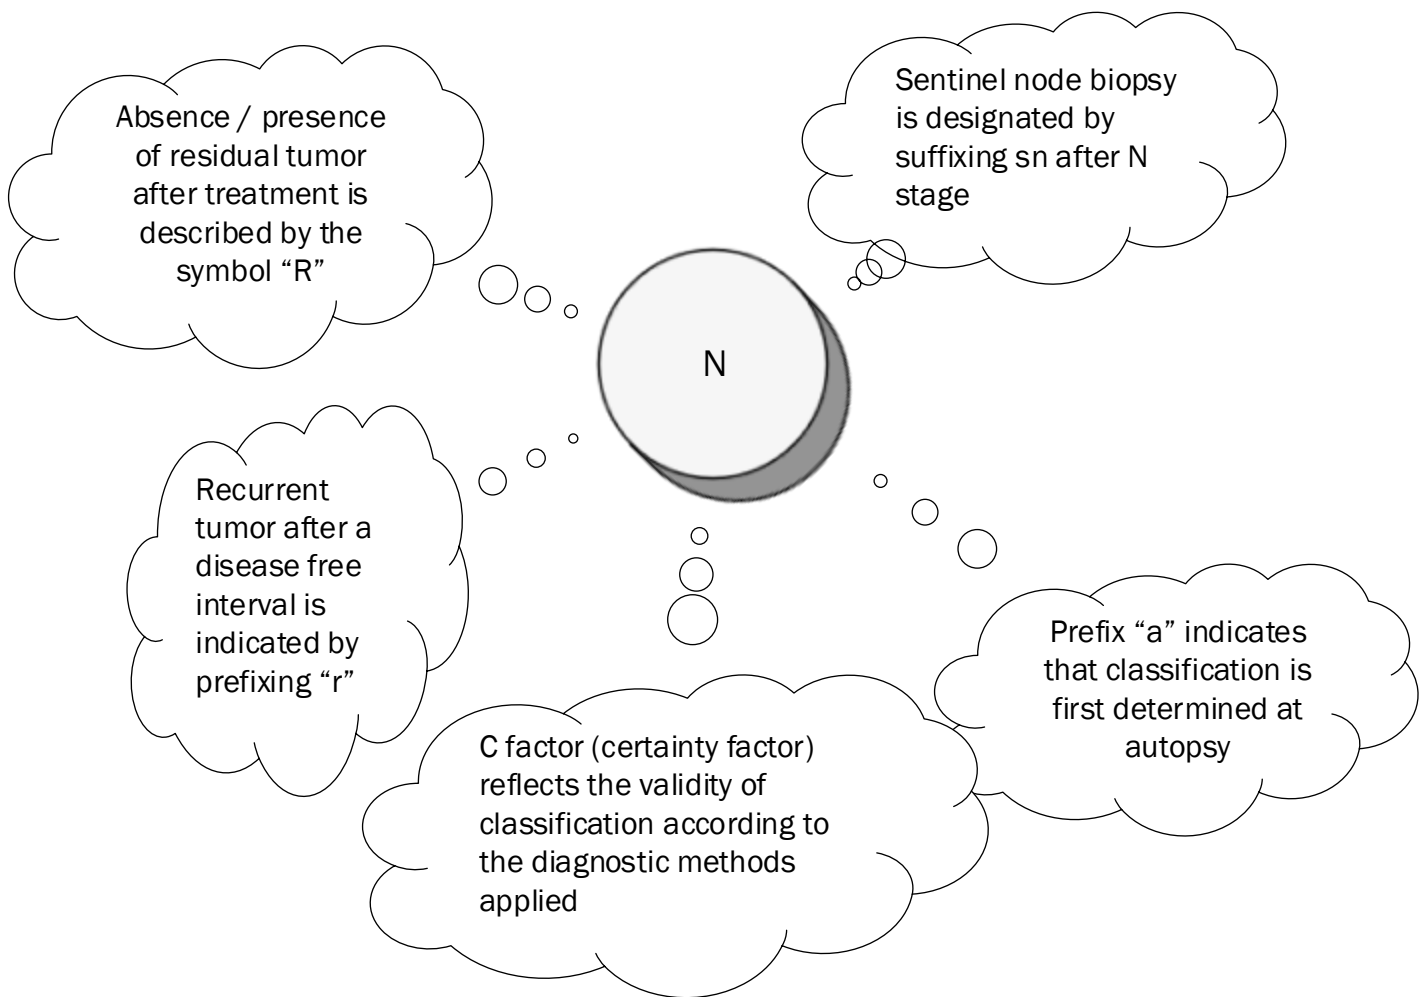 Absence / presence
of residual tumor
after treatment is
described by the
symbol “R”
Sentinel node biopsy
is designated by
suffixing sn after N
stage
N
Recurrent
tumor after a
disease free
interval is
indicated by
prefixing “r”
C factor (certainty factor)
reflects the validity of
classification according to
the diagnostic methods
applied
Prefix “a” indicates
that classification is
first determined at
autopsy